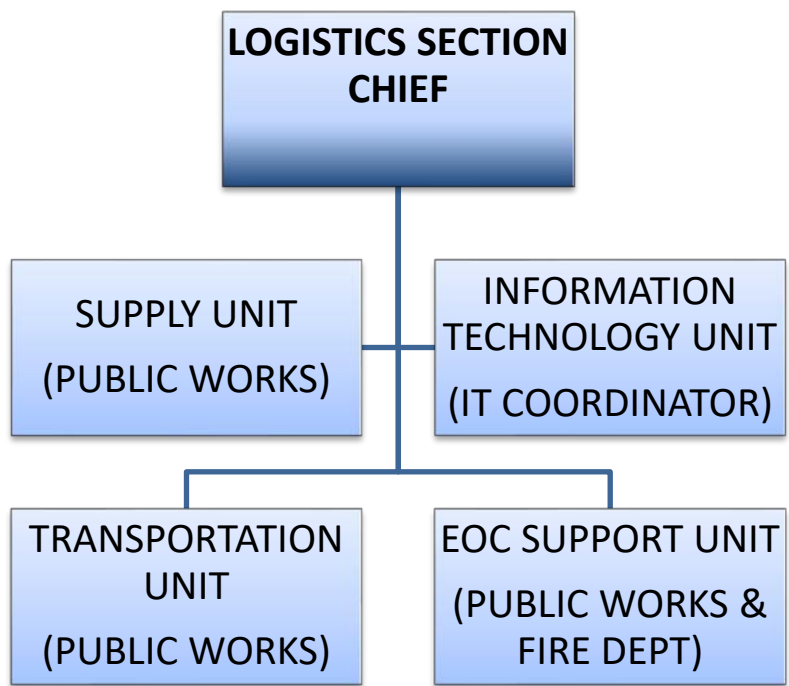 LOGISTICS SECTION
CHIEF
SUPPLY UNIT
(PUBLIC WORKS)
INFORMATION
TECHNOLOGY UNIT
(IT COORDINATOR)
TRANSPORTATION
UNIT
(PUBLIC WORKS)
EOC SUPPORT UNIT
(PUBLIC WORKS &
FIRE DEPT)